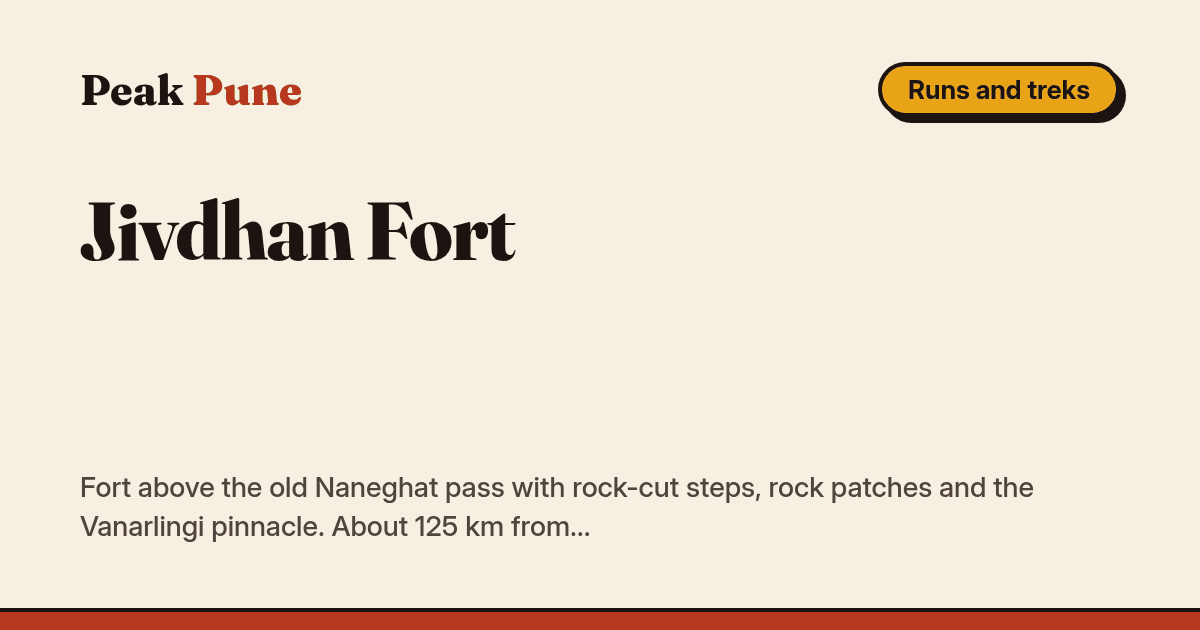 Peak Pune
Runs and treks
Jivdhan Fort
Fort above the old Naneghat pass with rock-cut steps, rock patches and the
Vanarlingi pinnacle. About 125 km from...